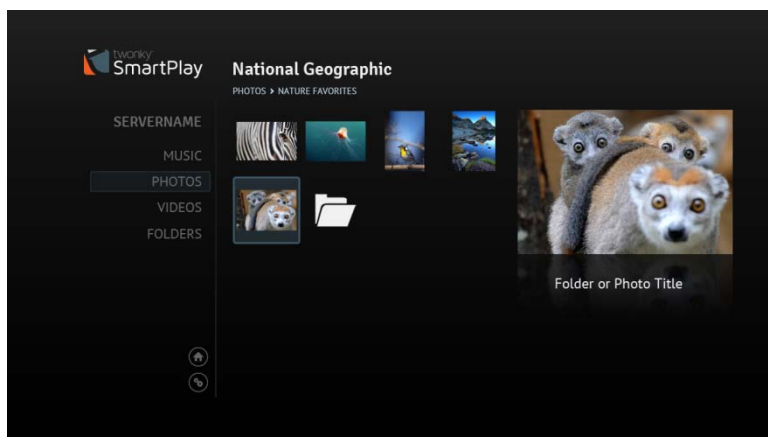 twonky
SmartPlay
National Geographic
PHOTOS > NATURE FAVORITES
SERVERNAME
MUSIC
PHOTOS
VIDEOS
FOLDERS
Folder or Photo Title